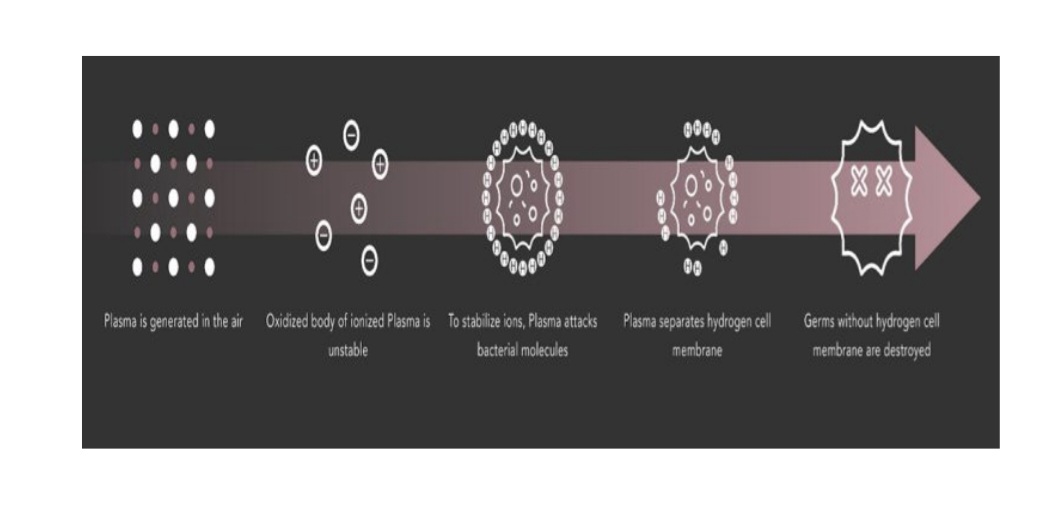 Plasma is generated in the air
Oxidized body of ionized Plasma is
unstable
To stabilize ions, Plasma attacks
bacterial molecules
Plasma separates hydrogen cell
membrane
Germs without hydrogen cell
membrane are destroyed